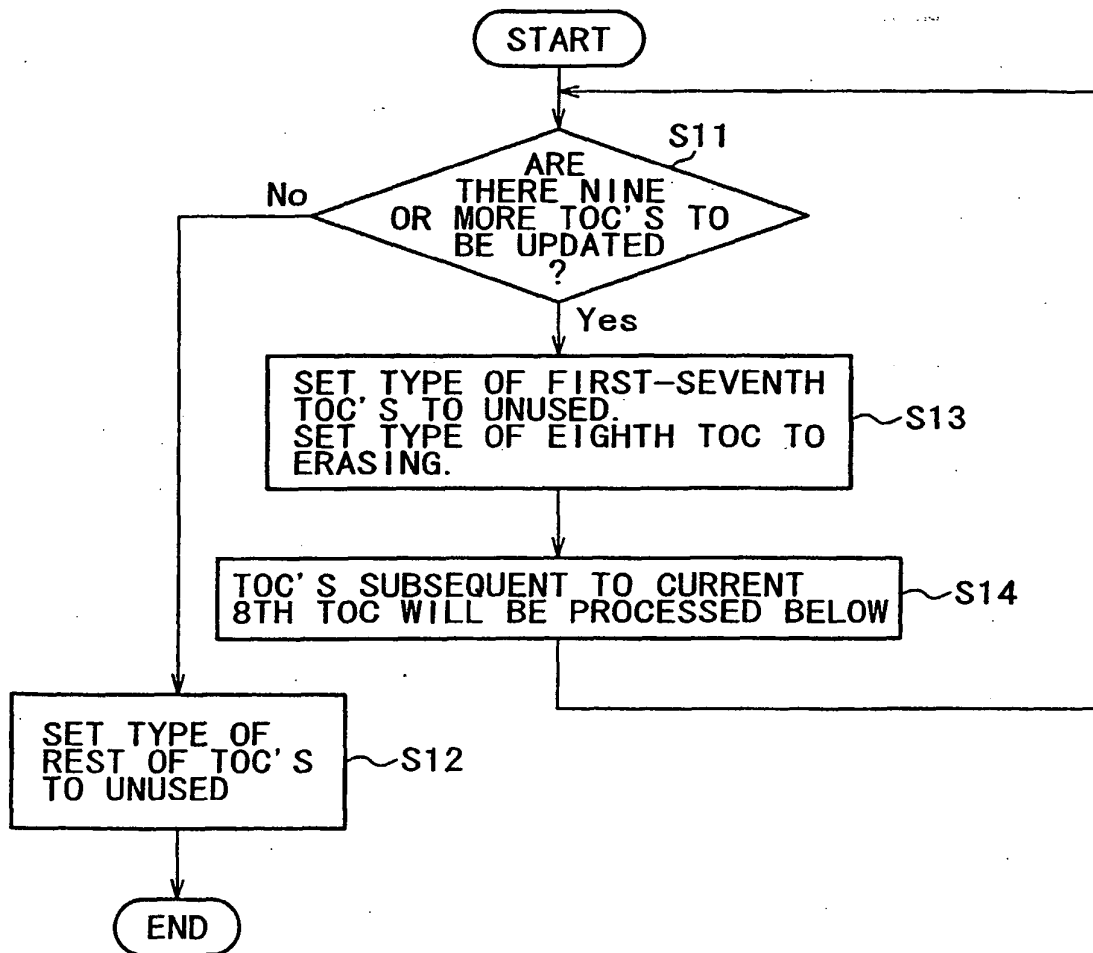 START
S11
ARE
THERE NINE
OR MORE TOC'S TO
BE UPDATED
?
No
Yes
SET TYPE OF FIRST-SEVENTH
TOC'S TO UNUSED.
SET TYPE OF EIGHTH TOC TO
ERASING.
S13
TOC'S SUBSEQUENT TO CURRENT
8TH TOC WILL BE PROCESSED BELOW
S14
SET TYPE OF
REST OF TOC'S
TO UNUSED
S12
END